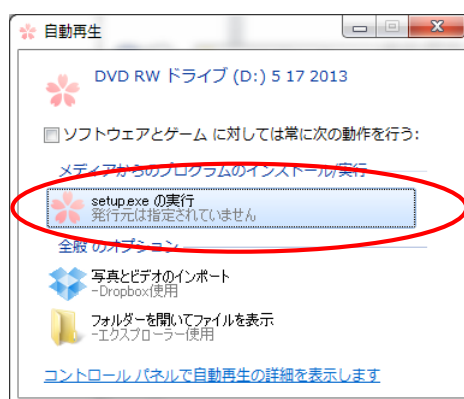 自動再生
DVD RW ドライブ (D:) 5 17 2013
ソフトウェアとゲーム に対しては常に次の動作を行う:
メディアからのプログラムのインストール/実行
setup.exe の実行
発行元は指定されていません
全般 のオプション
写真とビデオのインポート
-Dropbox使用
フォルダーを開いてファイルを表示
-エクスプローラー使用
コントロール パネルで自動再生の詳細を表示します